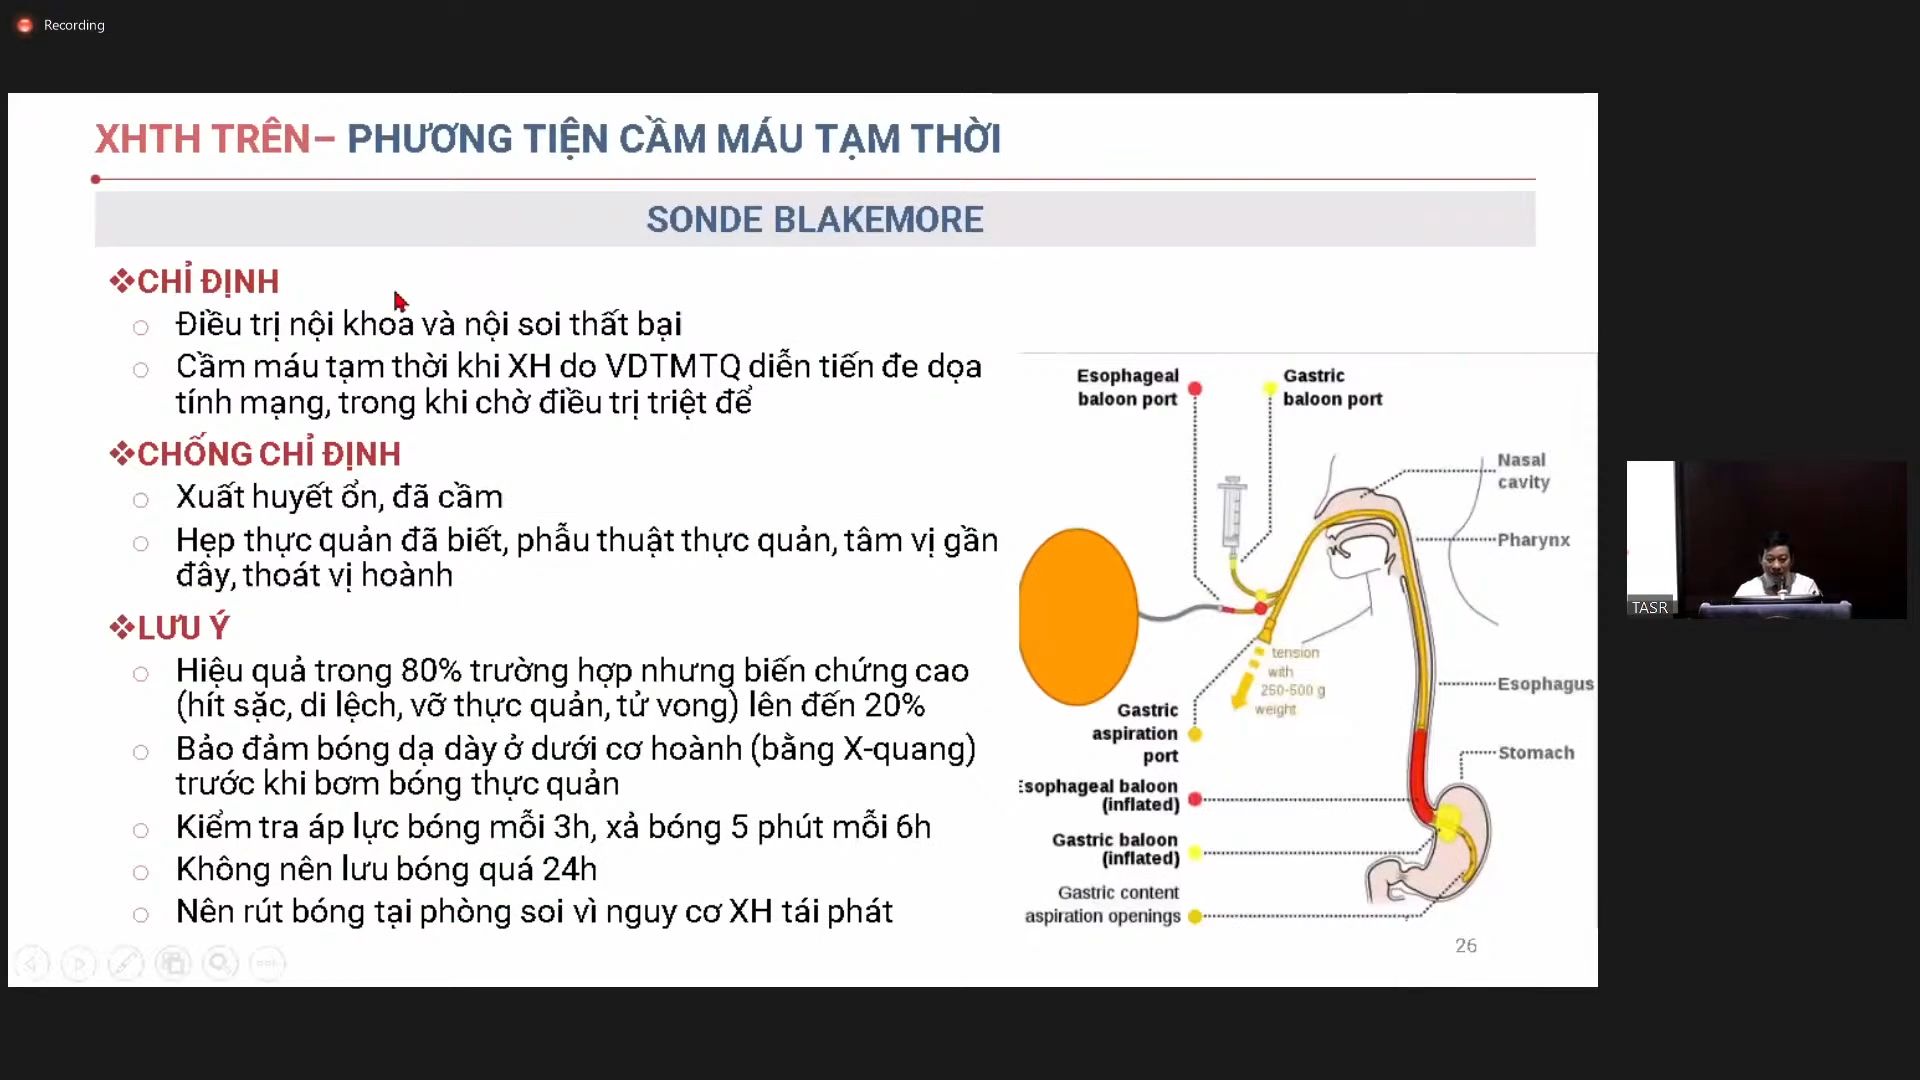 Recording
XHTH TRÊN– PHƯƠNG TIỆN CẦM MÁU TẠM THỜI
SONDE BLAKEMORE
❖CHỈ ĐỊNH
○ Điều trị nội khoa và nội soi thất bại
○ Cầm máu tạm thời khi XH do VDTMTQ diễn tiến đe dọa
tính mạng, trong khi chờ điều trị triệt để
❖CHỐNG CHỈ ĐỊNH
○ Xuất huyết ổn, đã cầm
○ Hẹp thực quản đã biết, phẫu thuật thực quản, tâm vị gần
đây, thoát vị hoành
❖LƯU Ý
○ Hiệu quả trong 80% trường hợp nhưng biến chứng cao
(hít sặc, di lệch, vỡ thực quản, tử vong) lên đến 20%
○ Bảo đảm bóng dạ dày ở dưới cơ hoành (bằng X-quang)
trước khi bơm bóng thực quản
○ Kiểm tra áp lực bóng mỗi 3h, xả bóng 5 phút mỗi 6h
○ Không nên lưu bóng quá 24h
○ Nên rút bóng tại phòng soi vì nguy cơ XH tái phát
Esophageal
baloon port
Gastric
baloon port
Nasal
cavity
Pharynx
tension
with
250-500 g
weight
Esophagus
Gastric
aspiration
port
Stomach
Esophageal baloon
(inflated)
Gastric baloon
(inflated)
Gastric content
aspiration openings
26
TASR